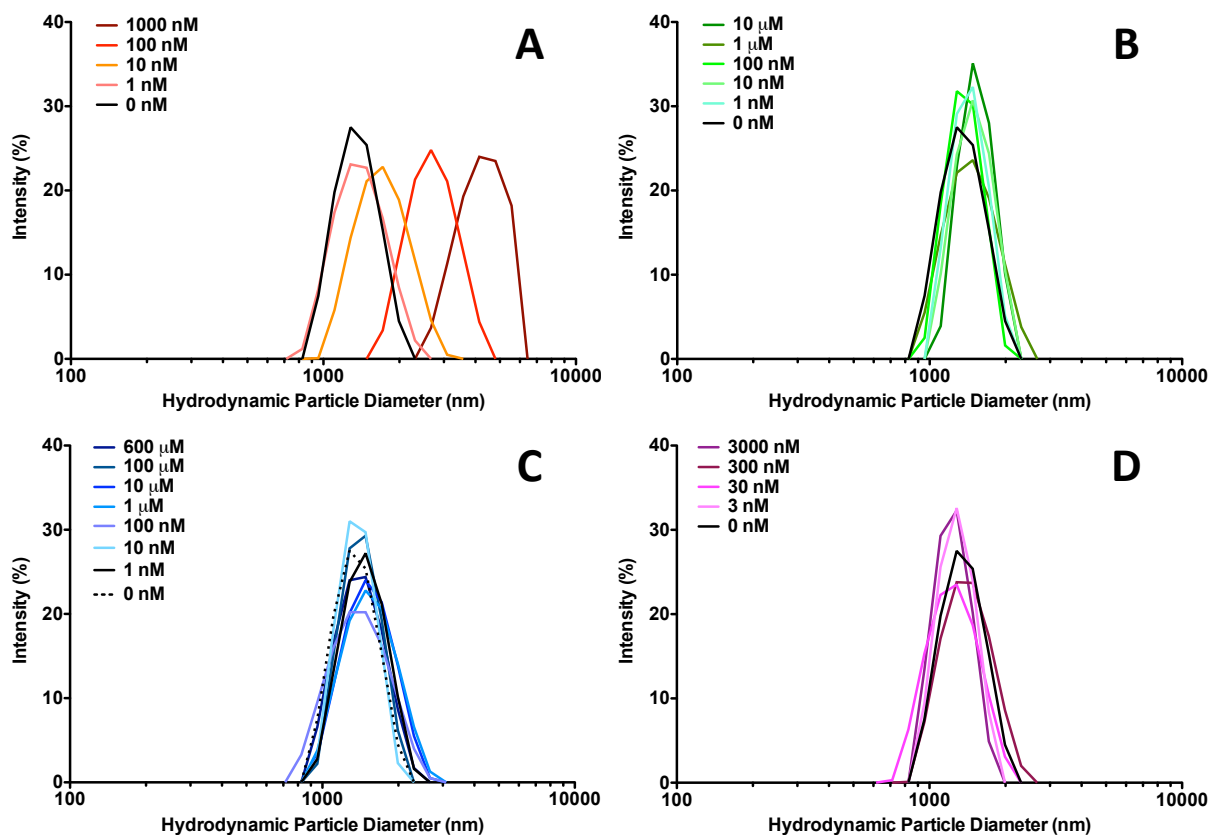 A
1000 nM
100 nM
10 nM
1 nM
0 nM
40
30
20
10
0
Intensity (%)
100
1000
10000
Hydrodynamic Particle Diameter (nm)
B
10 μM
1 μM
100 nM
10 nM
1 nM
0 nM
40
30
20
10
0
Intensity (%)
100
1000
10000
Hydrodynamic Particle Diameter (nm)
C
600 μM
100 μM
10 μM
1 μM
100 nM
10 nM
1 nM
0 nM
40
30
20
10
0
Intensity (%)
100
1000
10000
Hydrodynamic Particle Diameter (nm)
D
3000 nM
300 nM
30 nM
3 nM
0 nM
40
30
20
10
0
Intensity (%)
100
1000
10000
Hydrodynamic Particle Diameter (nm)